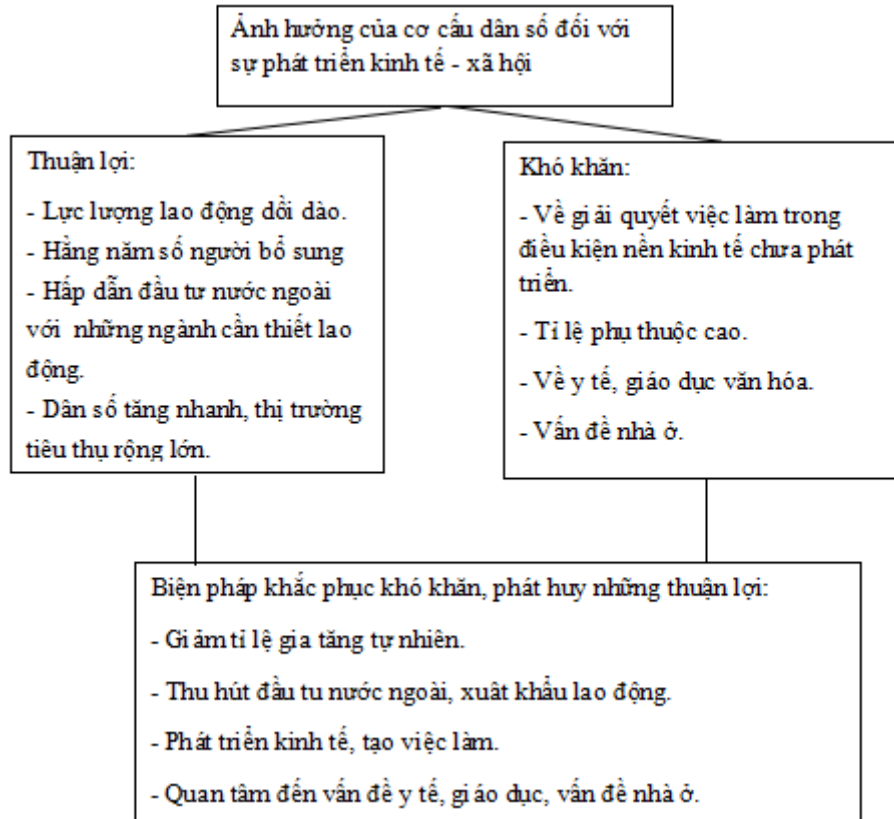 Ảnh hưởng của cơ cấu dân số đối với
sự phát triển kinh tế - xã hội
Thuận lợi:
- Lực lượng lao động dồi dào.
- Hằng năm số người bổ sung
- Hấp dẫn đầu tư nước ngoài
với những ngành cần thiết lao
động.
- Dân số tăng nhanh, thị trường
tiêu thụ rộng lớn.
Khó khăn:
- Về giải quyết việc làm trong
điều kiện nền kinh tế chưa phát
triển.
- Tỉ lệ phụ thuộc cao.
- Về y tế, giáo dục văn hóa.
- Vấn đề nhà ở.
Biện pháp khắc phục khó khăn, phát huy những thuận lợi:
- Giảm tỉ lệ gia tăng tự nhiên.
- Thu hút đầu tu nước ngoài, xuât khẩu lao động.
- Phát triển kinh tế, tạo việc làm.
- Quan tâm đến vấn đề y tế, giáo dục, vấn đề nhà ở.